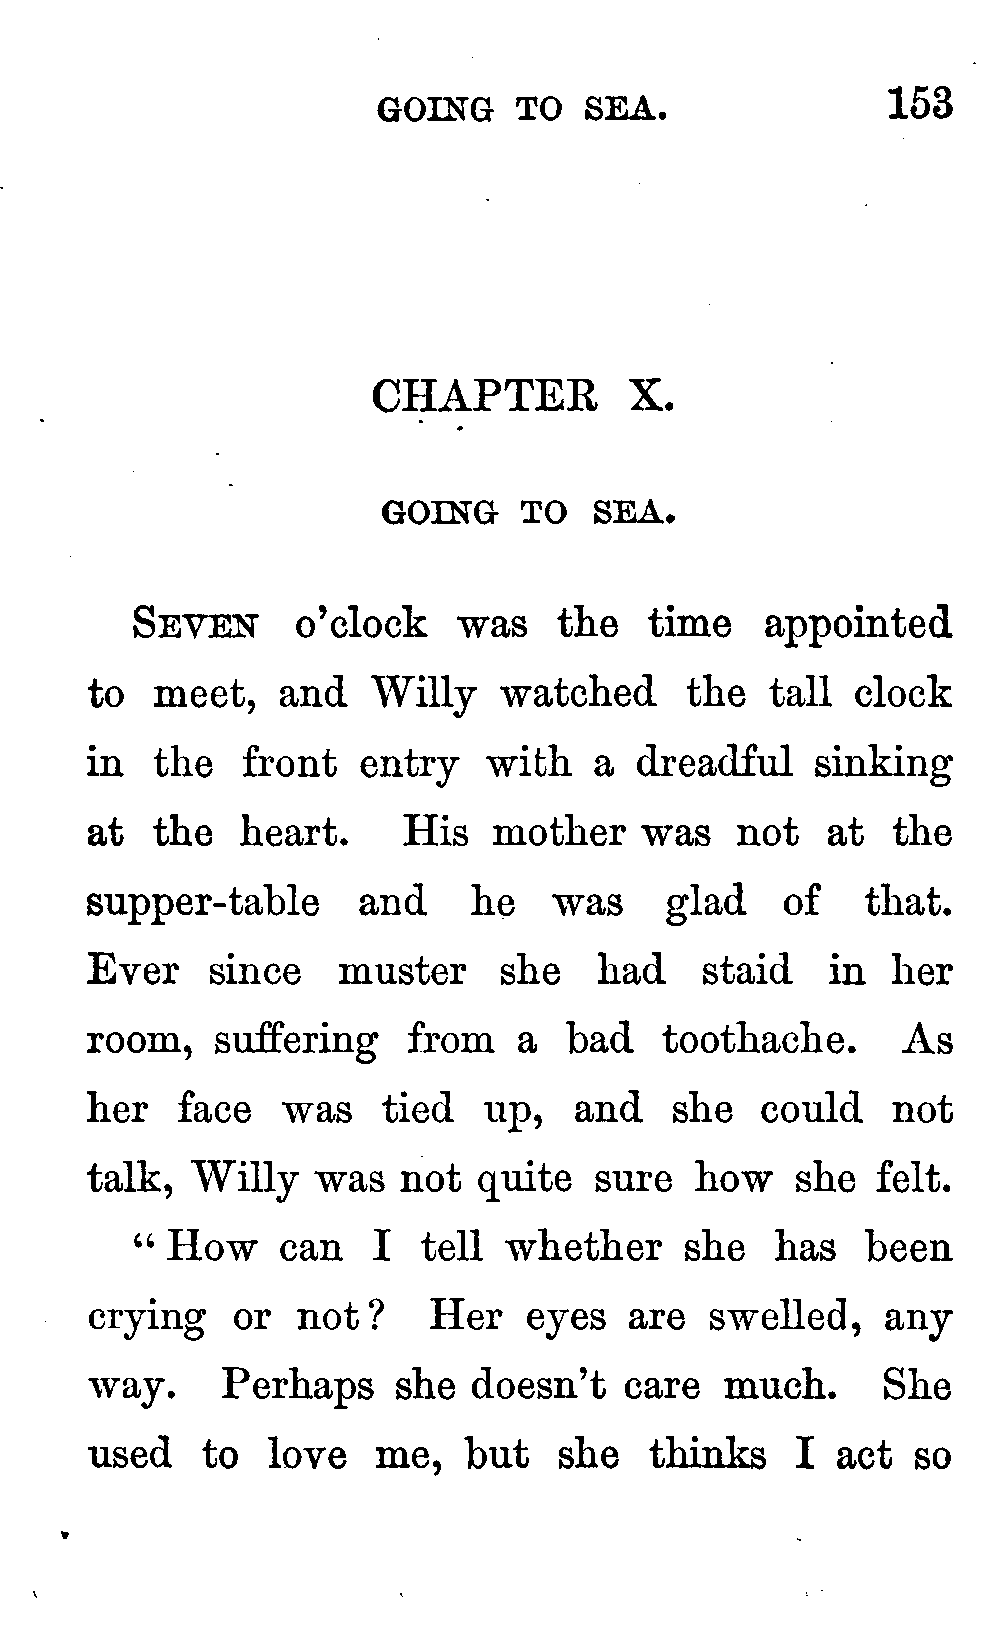 GOING TO SEA. 153
CHAPTER X.
GOING TO SEA.
SEVEN o'clock was the time appointed
to meet, and Willy watched the tall clock
in the front entry with a dreadful sinking
at the heart. His mother was not at the
supper-table and he was glad of that.
Ever since muster she had staid in her
room, suffering from a bad toothache. As
her face was tied up, and she could not
talk, Willy was not quite sure how she felt.
“How can I tell whether she has been
crying or not? Her eyes are swelled, any
way. Perhaps she doesn't care much. She
used to love me, but she thinks I act so